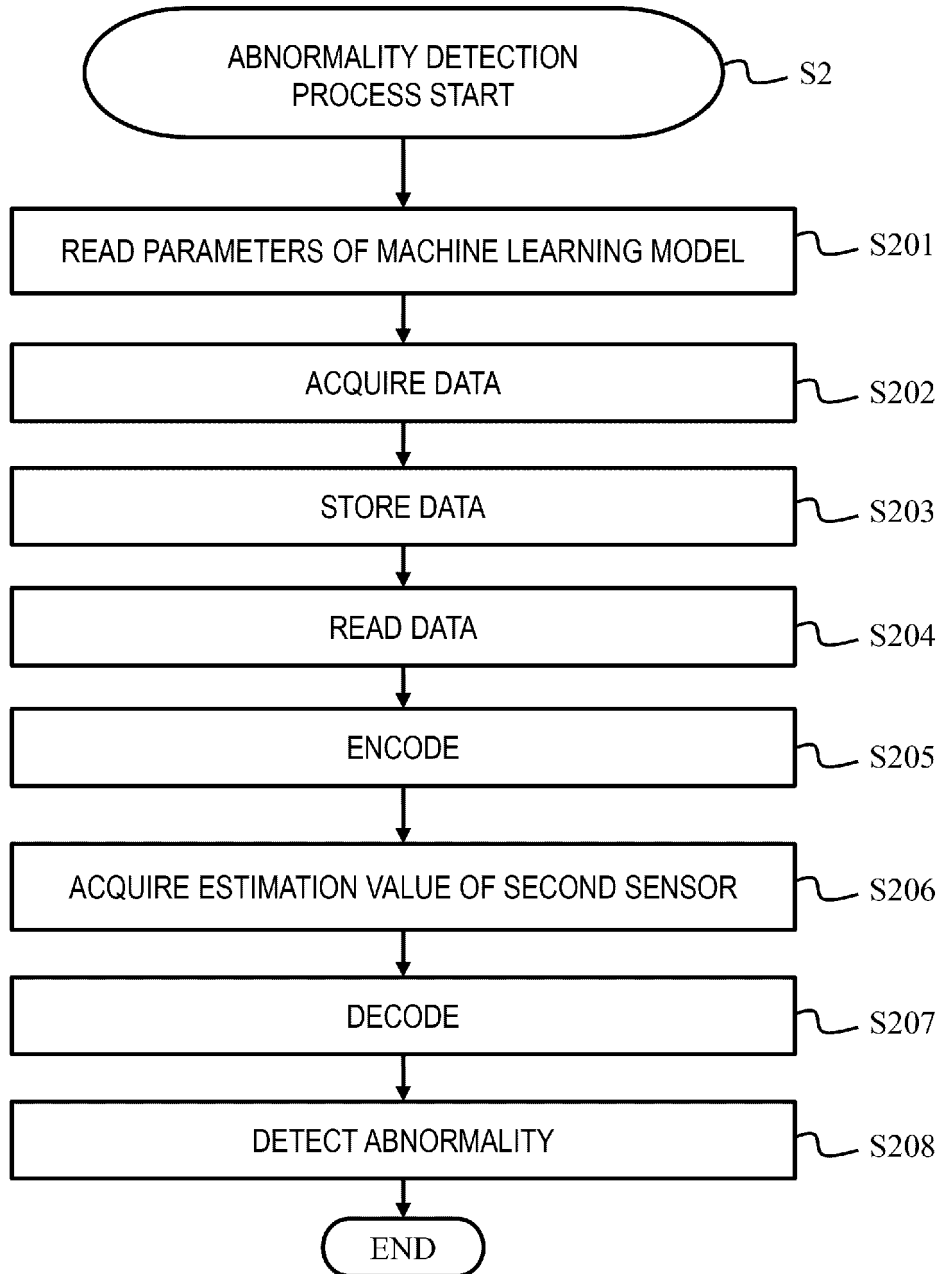 ABNORMALITY DETECTION
PROCESS START
S2
READ PARAMETERS OF MACHINE LEARNING MODEL
S201
ACQUIRE DATA
S202
STORE DATA
S203
READ DATA
S204
ENCODE
S205
ACQUIRE ESTIMATION VALUE OF SECOND SENSOR
S206
DECODE
S207
DETECT ABNORMALITY
S208
END